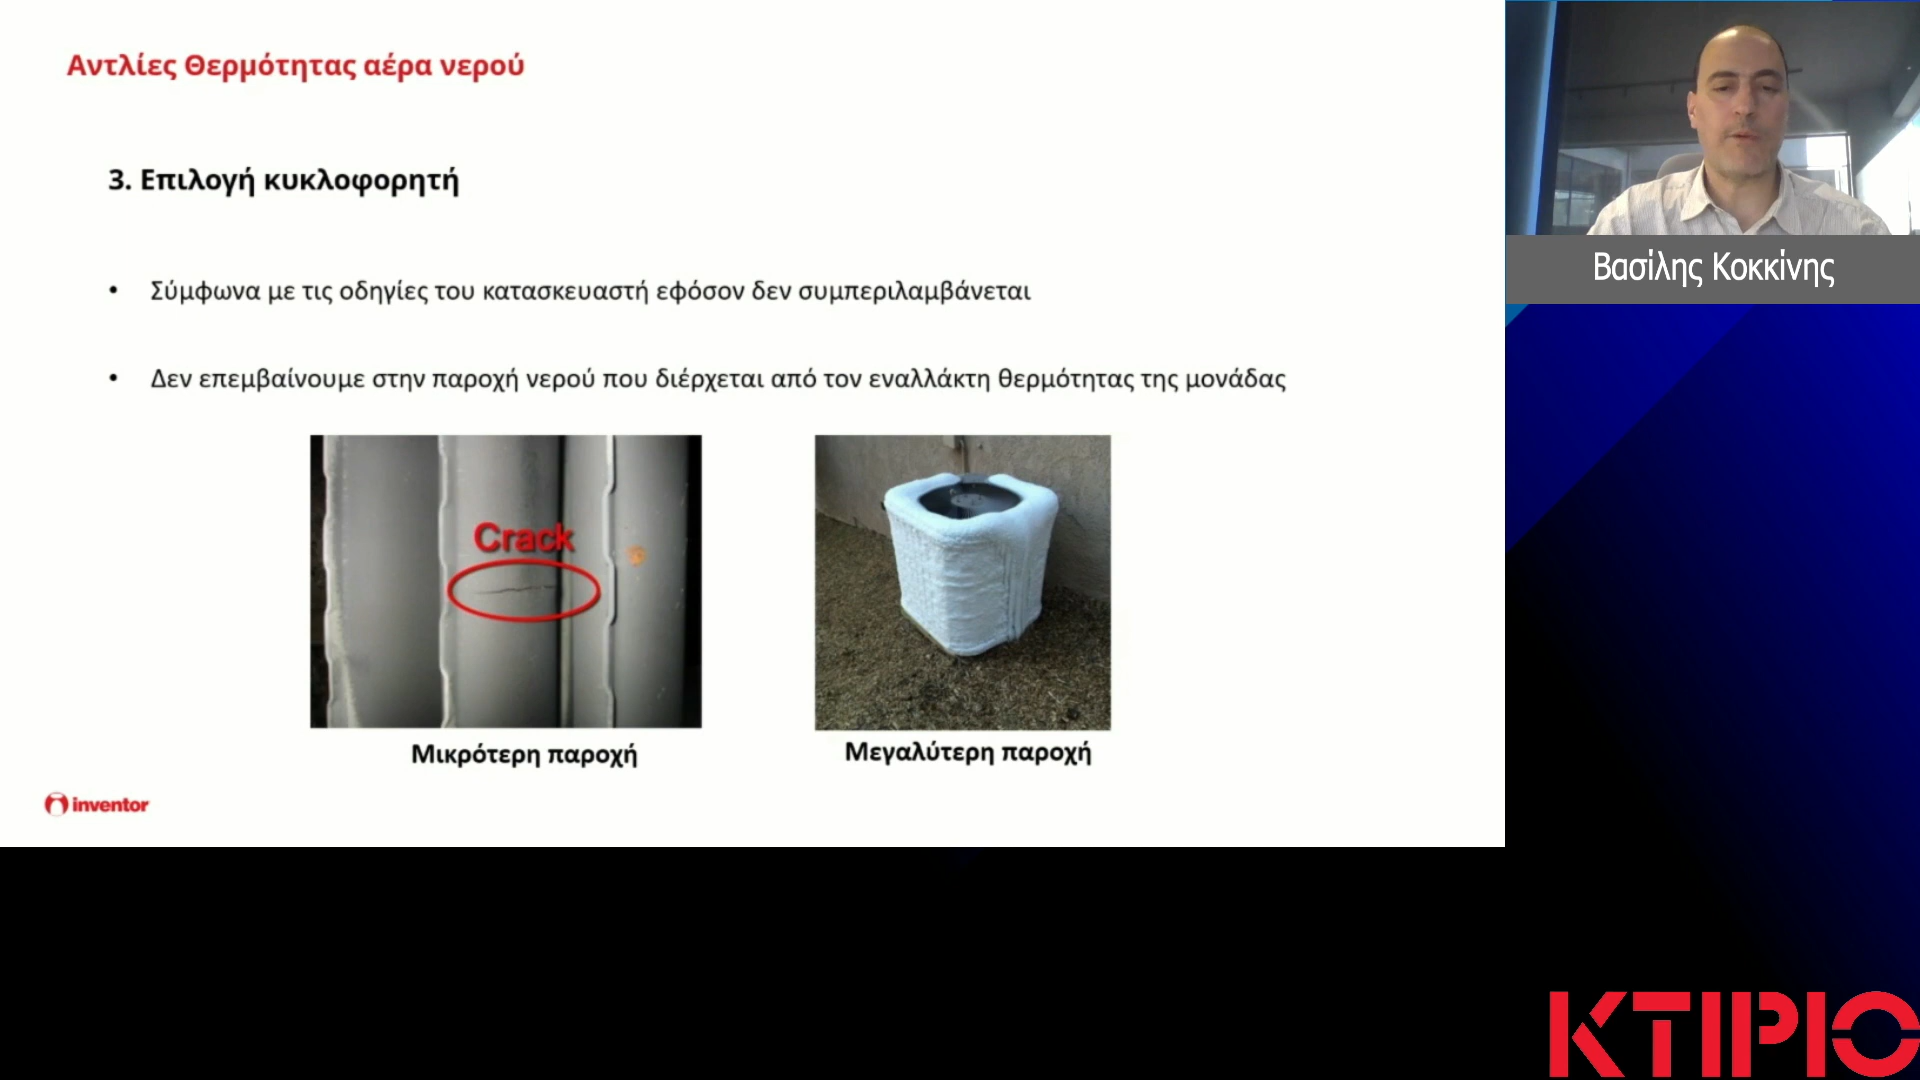 Αντλίες Θερμότητας αέρα νερού
3. Επιλογή κυκλοφορητή
• Σύμφωνα με τις οδηγίες του κατασκευαστή εφόσον δεν συμπεριλαμβάνεται
• Δεν επεμβαίνουμε στην παροχή νερού που διέρχεται από τον εναλλάκτη θερμότητας της μονάδας
Crack
Μικρότερη παροχή
Μεγαλύτερη παροχή
inventor
Βασίλης Κοκκίνης
ΚΤΙΡΙΟ